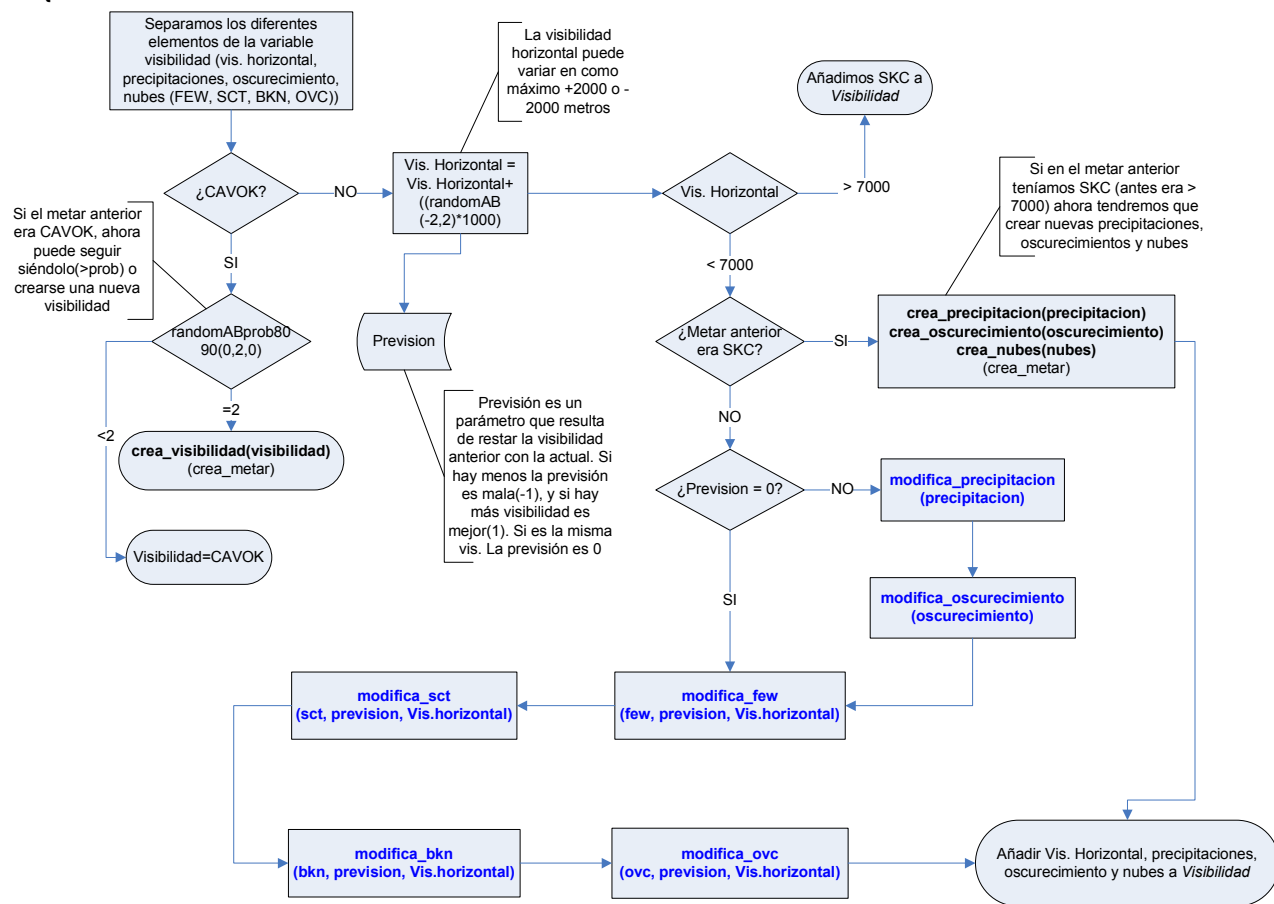 Separamos los diferentes
elementos de la variable
visibilidad (vis. horizontal,
precipitaciones, oscurecimiento,
nubes (FEW, SCT, BKN, OVC))
La visibilidad
horizontal puede
variar en como
máximo +2000 o -
2000 metros
Añadimos SKC a
Visibilidad
¿CAVOK?
NO
Vis. Horizontal =
Vis. Horizontal+
((randomAB
(-2,2)*1000)
Vis. Horizontal
> 7000
Si en el metar anterior
teníamos SKC (antes era >
7000) ahora tendremos que
crear nuevas precipitaciones,
oscurecimientos y nubes
Si el metar anterior
era CAVOK, ahora
puede seguir
siéndolo(>prob) o
crearse una nueva
visibilidad
SI
< 7000
randomABprob80
90(0,2,0)
Prevision
¿Metar anterior
era SKC?
SI
crea_precipitacion(precipitacion)
crea_oscurecimiento(oscurecimiento)
crea_nubes(nubes)
(crea_metar)
=2
<2
crea_visibilidad(visibilidad)
(crea_metar)
Visibilidad=CAVOK
Previsión es un
parámetro que resulta
de restar la visibilidad
anterior con la actual. Si
hay menos la previsión
es mala(-1), y si hay
más visibilidad es
mejor(1). Si es la misma
vis. La previsión es 0
NO
¿Prevision = 0?
NO
modifica_precipitacion
(precipitacion)
SI
modifica_oscurecimiento
(oscurecimiento)
modifica_sct
(sct, prevision, Vis.horizontal)
modifica_few
(few, prevision, Vis.horizontal)
modifica_bkn
(bkn, prevision, Vis.horizontal)
modifica_ovc
(ovc, prevision, Vis.horizontal)
Añadir Vis. Horizontal, precipitaciones,
oscurecimiento y nubes a Visibilidad